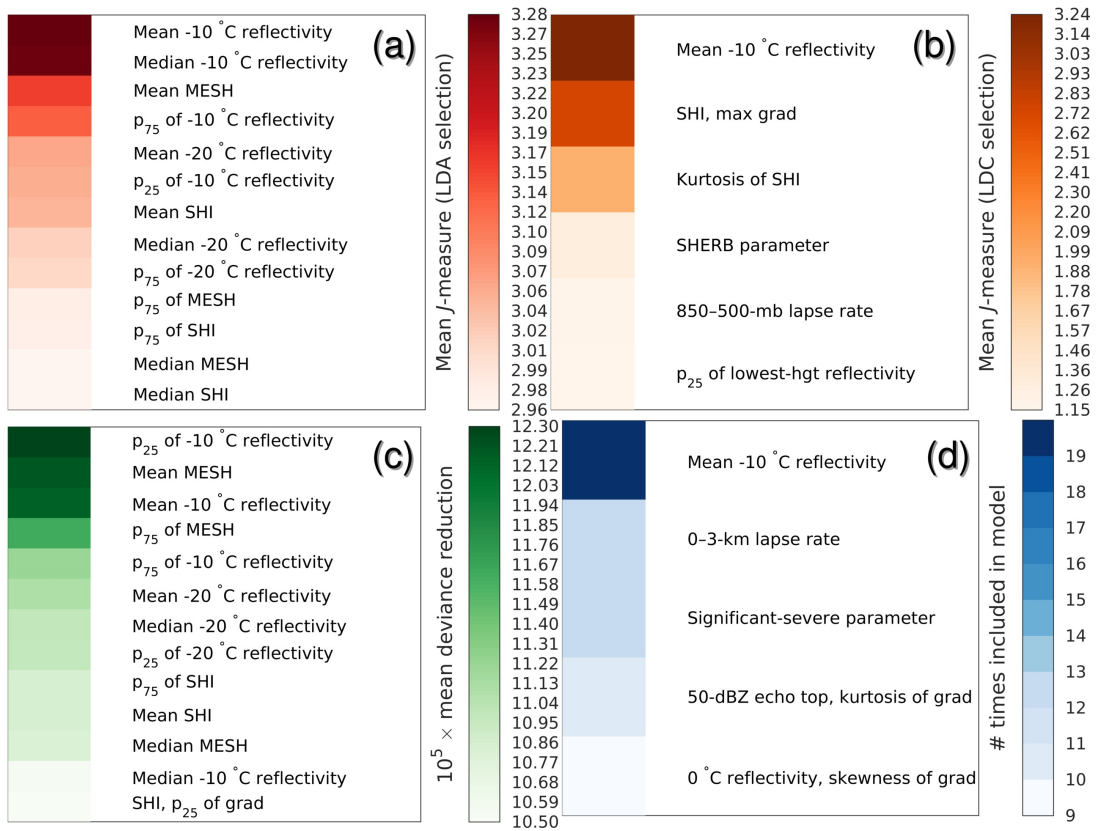 (a)
Mean -10 °C reflectivity
Median -10 °C reflectivity
Mean MESH
p75 of -10 °C reflectivity
Mean -20 °C reflectivity
p25 of -10 °C reflectivity
Mean SHI
Median -20 °C reflectivity
p75 of -20 °C reflectivity
p75 of MESH
p75 of SHI
Median MESH
Median SHI
Mean J-measure (LDA selection)
3.28
3.27
3.26
3.25
3.23
3.22
3.20
3.19
3.17
3.16
3.15
3.13
3.12
3.10
3.09
3.07
3.06
3.04
3.03
3.02
3.01
2.99
2.98
2.96
(b)
Mean -10 °C reflectivity
SHI, max grad
Kurtosis of SHI
SHERB parameter
850–500-mb lapse rate
p25 of lowest-hgt reflectivity
Mean J-measure (LDC selection)
3.24
3.14
3.03
2.93
2.83
2.72
2.62
2.51
2.41
2.30
2.20
2.09
1.99
1.88
1.78
1.67
1.57
1.46
1.36
1.26
1.15
(c)
p25 of -10 °C reflectivity
Mean MESH
Mean -10 °C reflectivity
p75 of MESH
p75 of -10 °C reflectivity
Mean -20 °C reflectivity
Median -20 °C reflectivity
p25 of -20 °C reflectivity
p75 of SHI
Mean SHI
Median MESH
Median -10 °C reflectivity
SHI, p25 of grad
10^5 × mean deviance reduction
12.30
12.21
12.12
12.03
11.94
11.85
11.76
11.67
11.58
11.49
11.40
11.31
11.22
11.13
11.04
10.95
10.86
10.77
10.68
10.59
10.50
(d)
Mean -10 °C reflectivity
0–3-km lapse rate
Significant-severe parameter
50-dBZ echo top, kurtosis of grad
0 °C reflectivity, skewness of grad
# times included in model
19
18
17
16
15
14
13
12
11
10
9